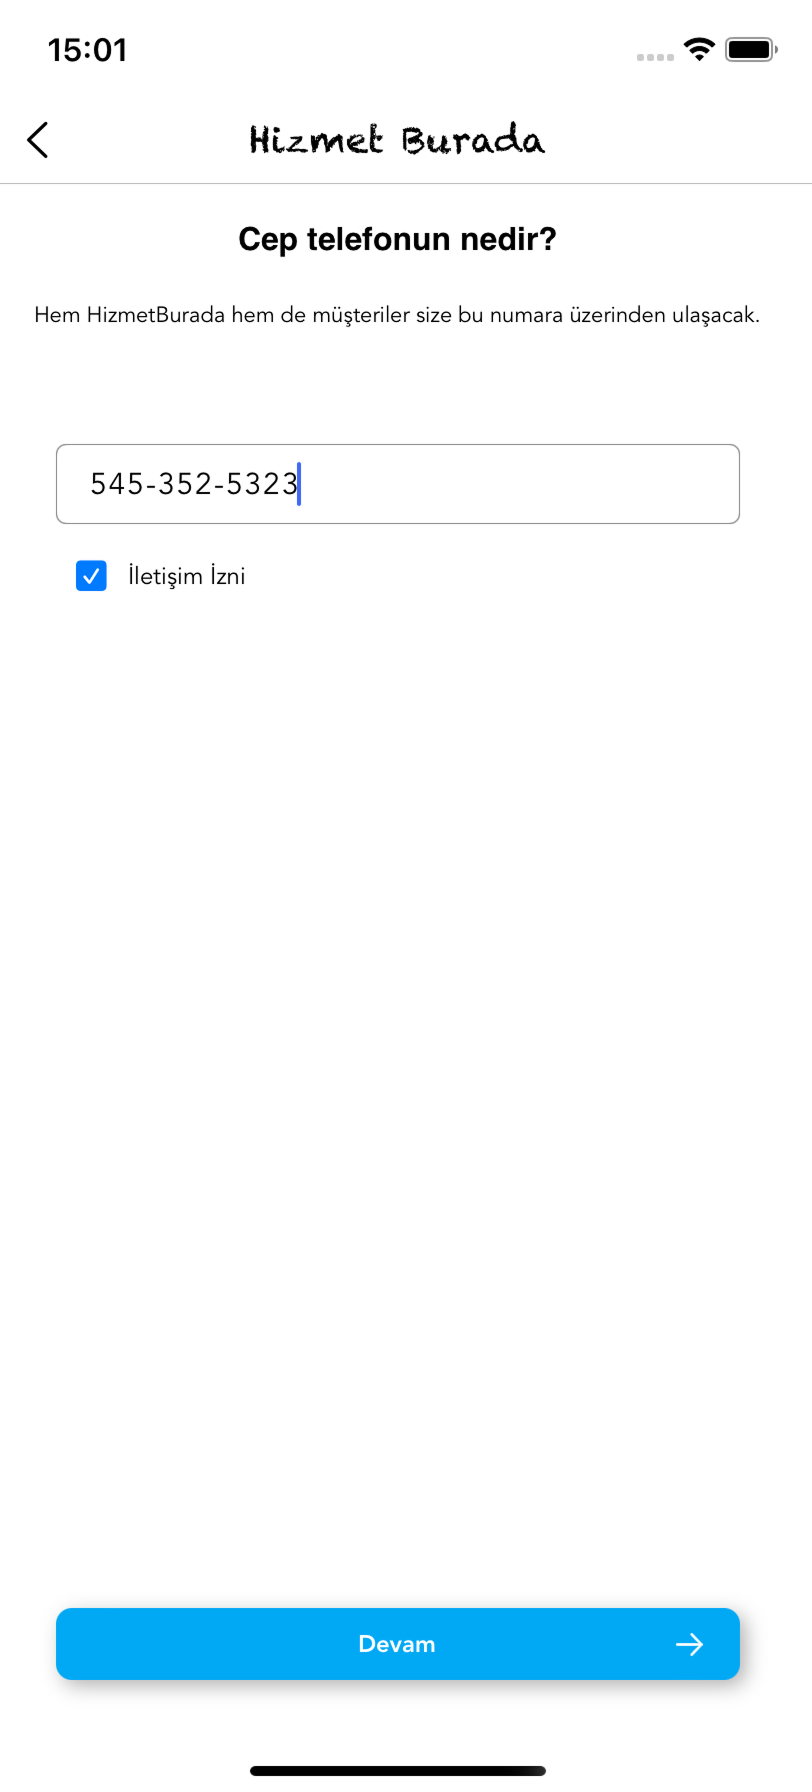 15:01
Hizmet Burada
Cep telefonun nedir?
Hem HizmetBurada hem de müşteriler size bu numara üzerinden ulaşacak.
545-352-5323
İletişim İzni
Devam